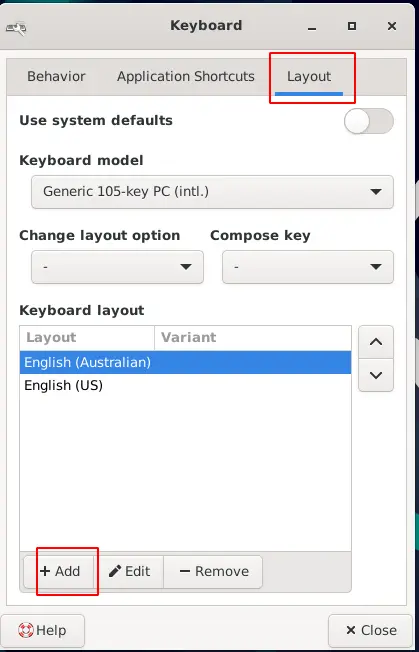 Keyboard
Behavior Application Shortcuts Layout
Use system defaults
Keyboard model
Generic 105-key PC (intl.)
Change layout option Compose key
- -
Keyboard layout
Layout Variant
English (Australian)
English (US)
+ Add Edit − Remove
Help × Close